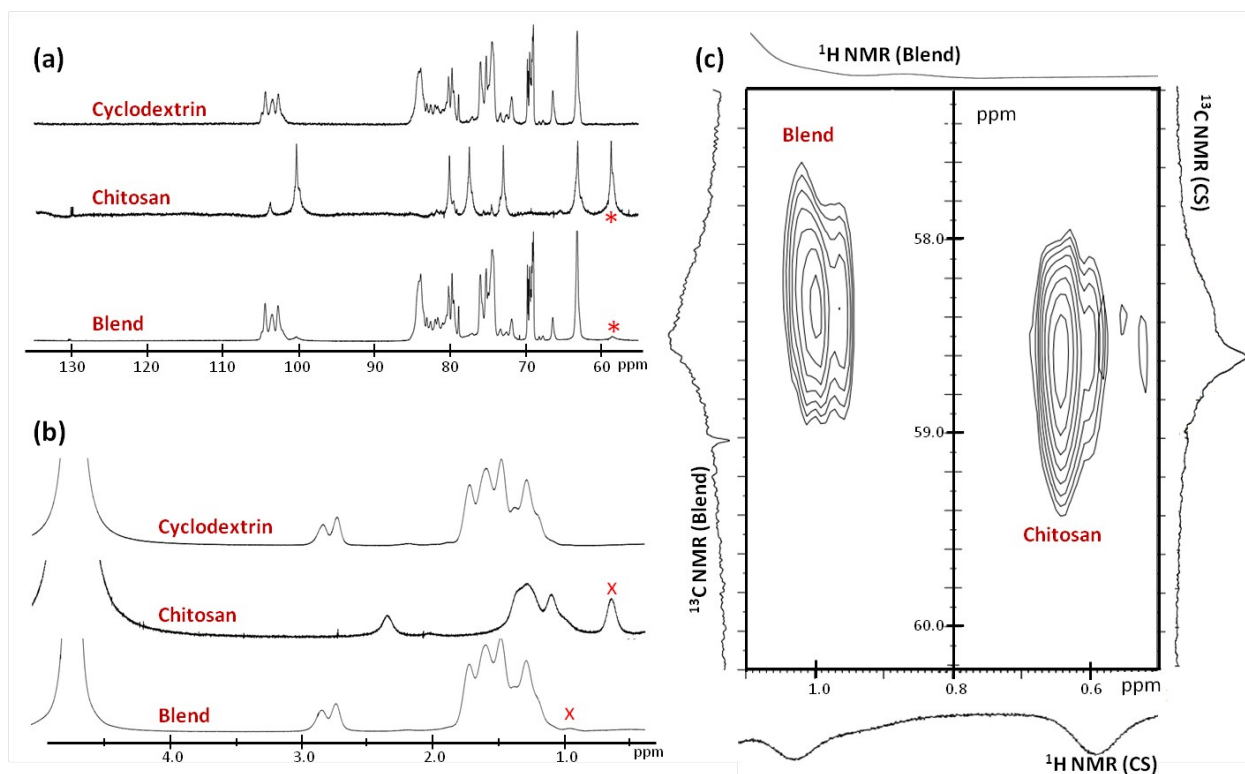 (a)
Cyclodextrin
Chitosan
*
Blend
*
130 100 90 80 70 60 ppm
(b)
Cyclodextrin
Chitosan
x
Blend
x
4.0 3.0 2.0 1.0 ppm
(c)
¹H NMR (Blend)
¹³C NMR (CS)
ppm
Blend
58.0
59.0
Chitosan
¹³C NMR (Blend)
60.0
1.0 0.8 0.6 ppm
¹H NMR (CS)